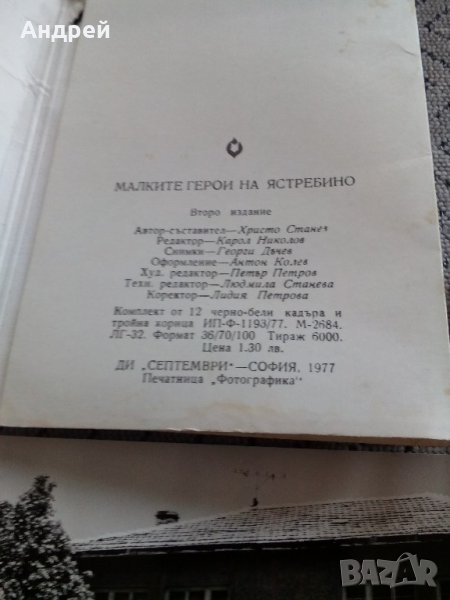 Андрей
МАЛКИТЕ ГЕРОИ НА ЯСТРЕБИНО
Второ издание
Автор-съставител—Христо Станев
Редактор—Карол Николов
Снимки—Георги Дъчев
Оформление—Антон Колев
Худ. редактор—Петър Петров
Техн. редактор—Людмила Станева
Коректор—Лидия Петрова
Комплект от 12 черно-бели кадъра и
тройна корица ИП-Ф-1193/77. М-2684.
ЛГ-32. Формат 36/70/100 Тираж 6000.
Цена 1.30 лв.
ДИ „СЕПТЕМВРИ"—СОФИЯ, 1977
Печатница „Фотографика"
BAZAR